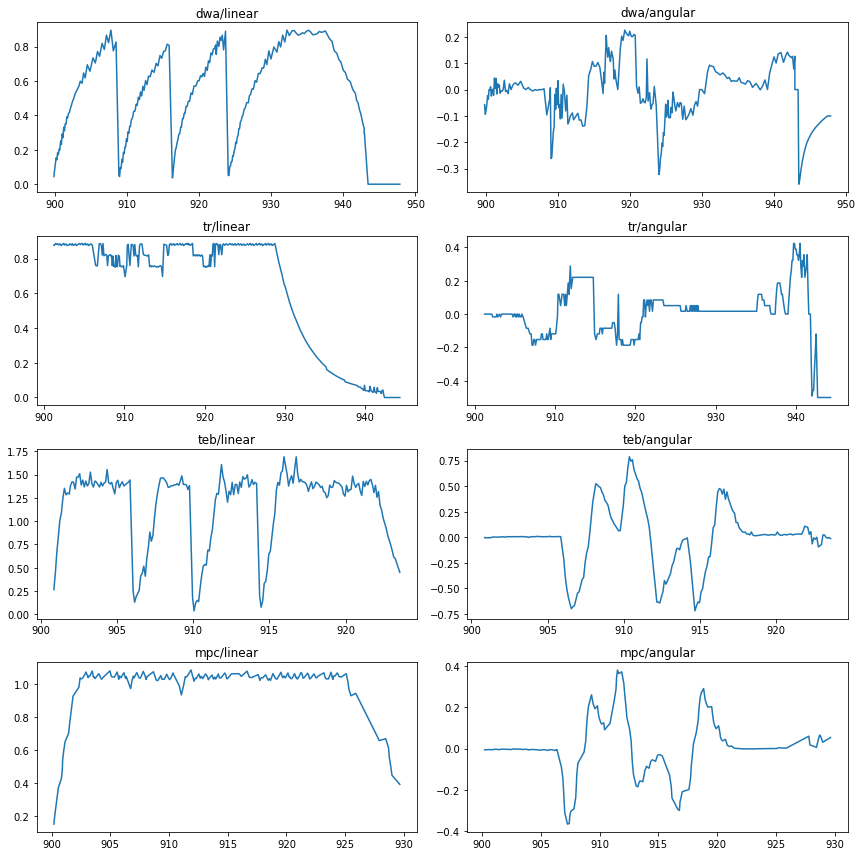 dwa/linear
0.8
0.6
0.4
0.2
0.0
900 910 920 930 940 950
dwa/angular
0.2
0.1
0.0
−0.1
−0.2
−0.3
900 910 920 930 940 950
tr/linear
0.8
0.6
0.4
0.2
0.0
900 910 920 930 940
tr/angular
0.4
0.2
0.0
−0.2
−0.4
900 910 920 930 940
teb/linear
1.75
1.50
1.25
1.00
0.75
0.50
0.25
0.00
900 905 910 915 920
teb/angular
0.75
0.50
0.25
0.00
−0.25
−0.50
−0.75
900 905 910 915 920
mpc/linear
1.0
0.8
0.6
0.4
0.2
900 905 910 915 920 925 930
mpc/angular
0.4
0.2
0.0
−0.2
−0.4
900 905 910 915 920 925 930